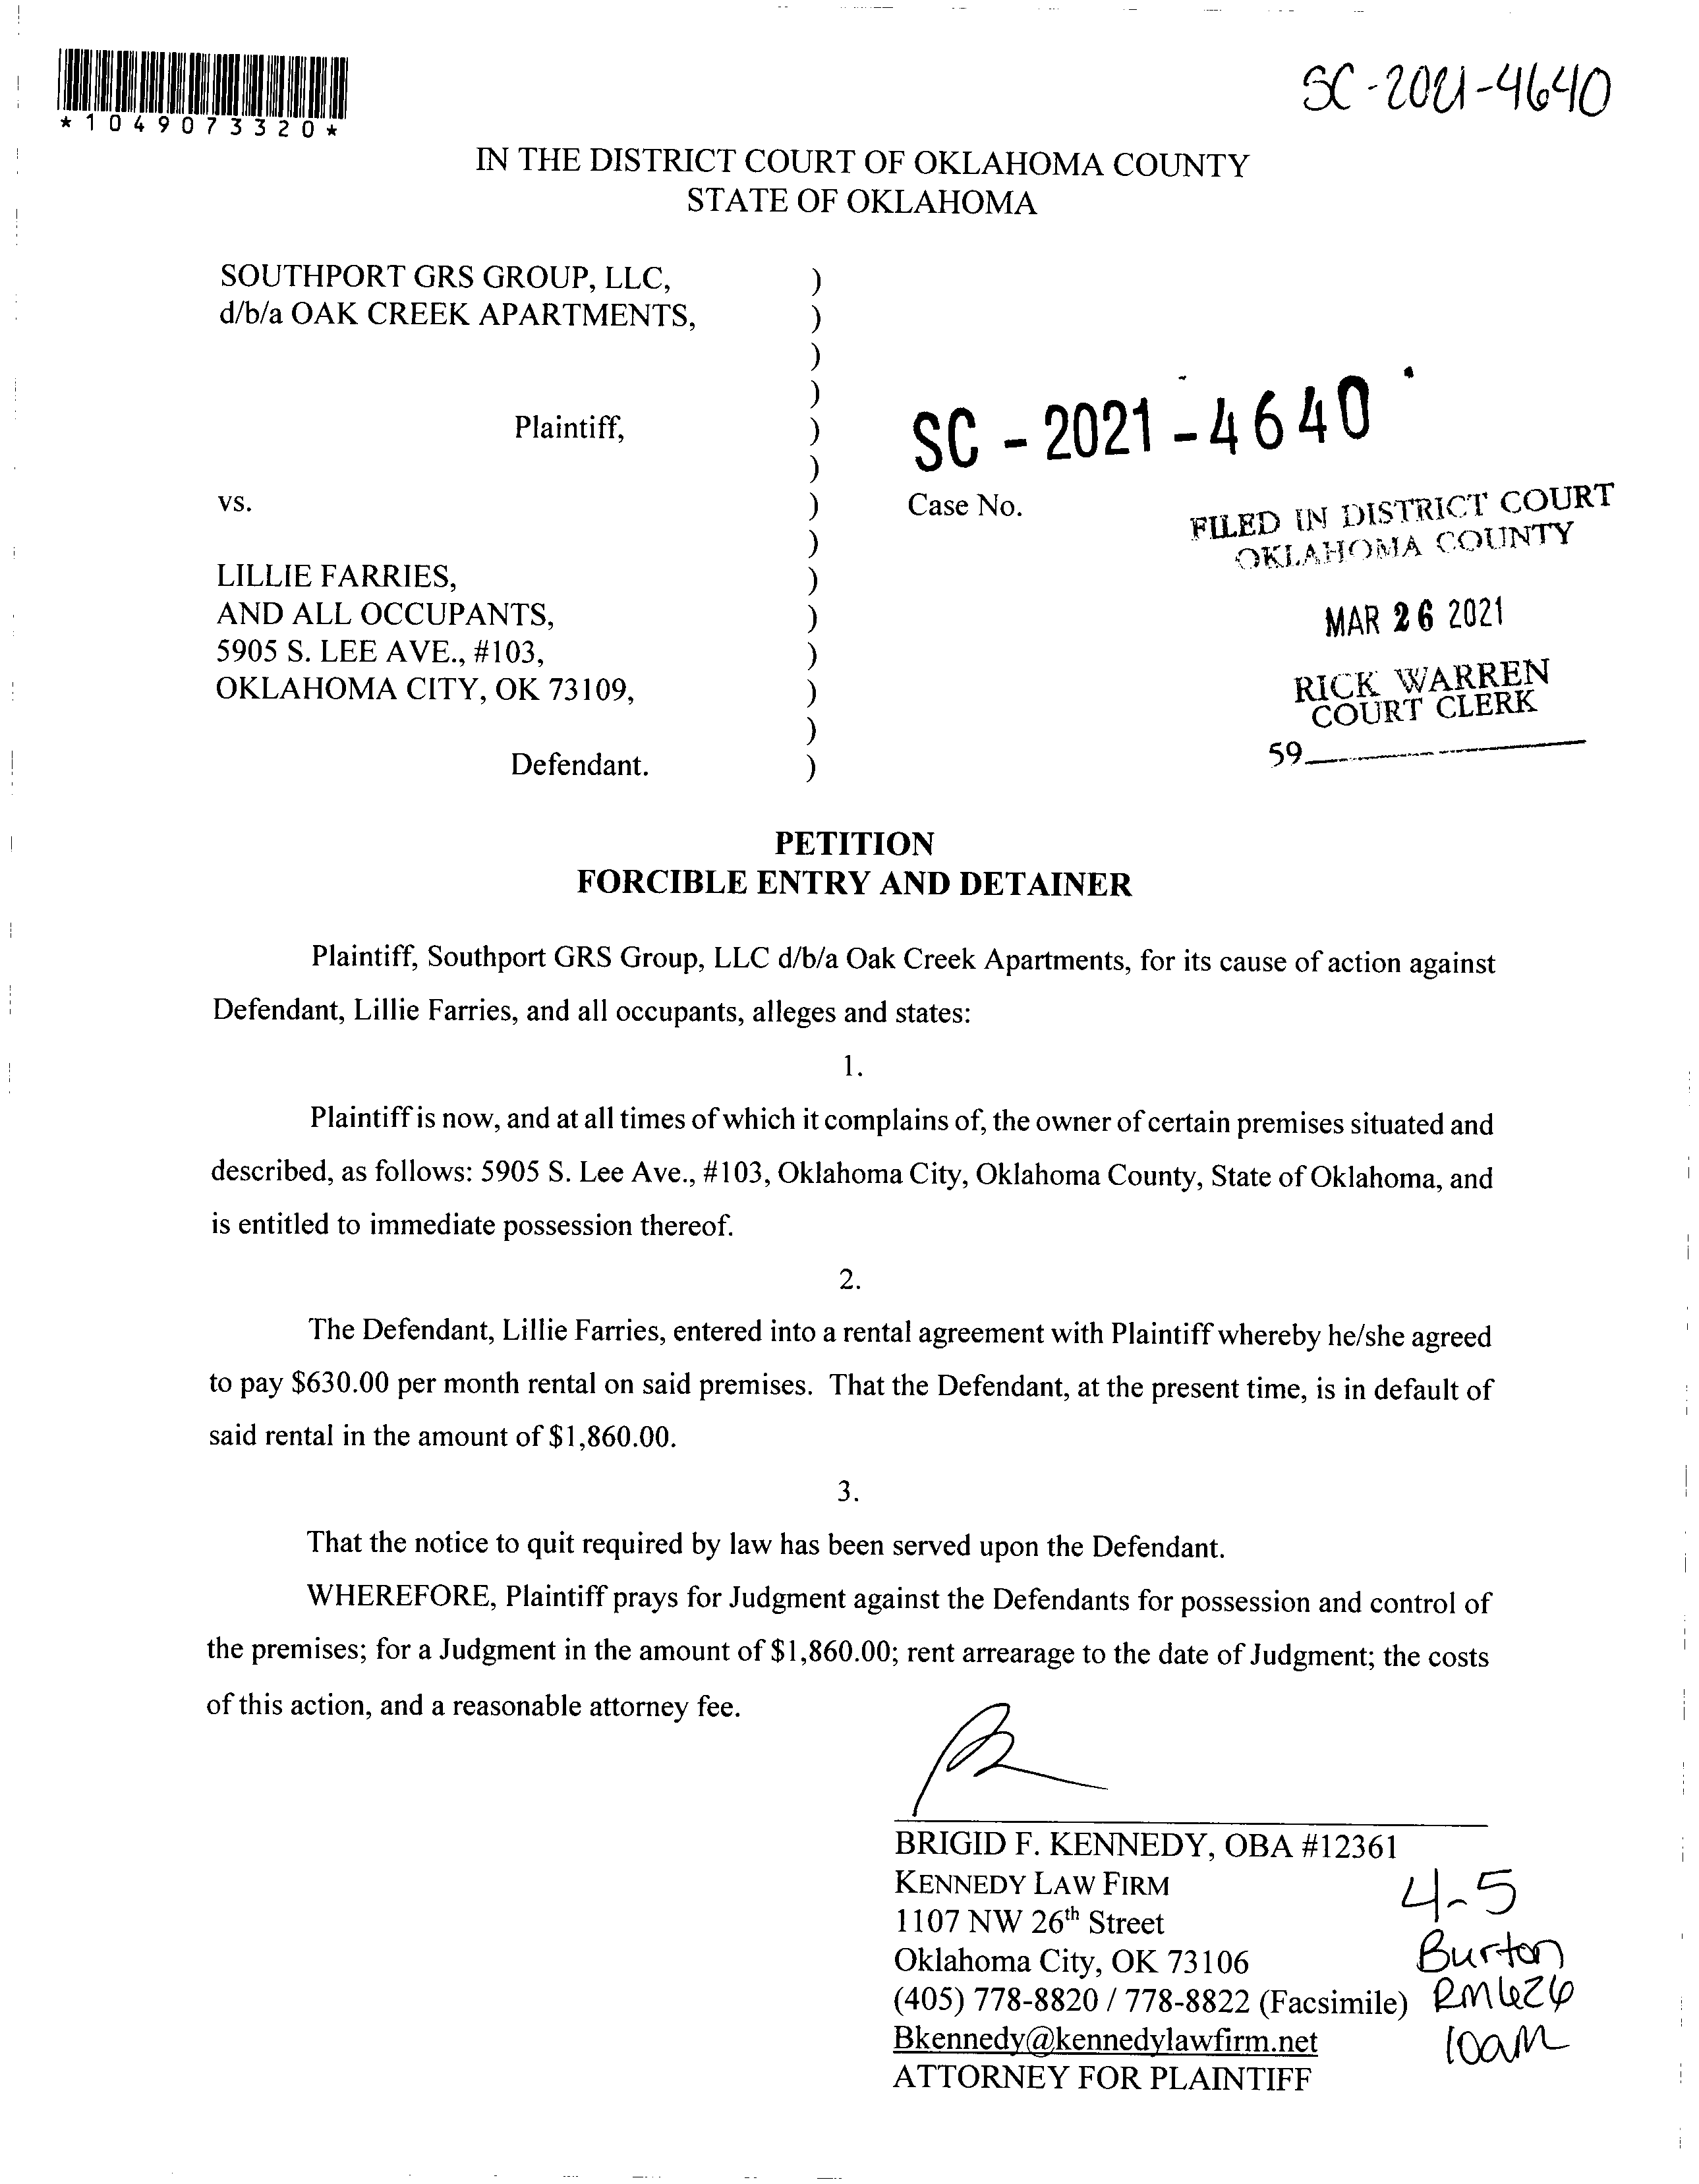 SC-2021-4640
*1049073320*
IN THE DISTRICT COURT OF OKLAHOMA COUNTY
STATE OF OKLAHOMA
SOUTHPORT GRS GROUP, LLC, )
d/b/a OAK CREEK APARTMENTS, )
)
)
Plaintiff, )
)
vs. )
)
LILLIE FARRIES, )
AND ALL OCCUPANTS, )
5905 S. LEE AVE., #103, )
OKLAHOMA CITY, OK 73109, )
)
Defendant. )
SC - 2021 - 4640
Case No.
FILED IN DISTRICT COURT
OKLAHOMA COUNTY
MAR 26 2021
RICK WARREN
COURT CLERK
59
PETITION
FORCIBLE ENTRY AND DETAINER
Plaintiff, Southport GRS Group, LLC d/b/a Oak Creek Apartments, for its cause of action against
Defendant, Lillie Farries, and all occupants, alleges and states:
1.
Plaintiff is now, and at all times of which it complains of, the owner of certain premises situated and
described, as follows: 5905 S. Lee Ave., #103, Oklahoma City, Oklahoma County, State of Oklahoma, and
is entitled to immediate possession thereof.
2.
The Defendant, Lillie Farries, entered into a rental agreement with Plaintiff whereby he/she agreed
to pay $630.00 per month rental on said premises. That the Defendant, at the present time, is in default of
said rental in the amount of $1,860.00.
3.
That the notice to quit required by law has been served upon the Defendant.
WHEREFORE, Plaintiff prays for Judgment against the Defendants for possession and control of
the premises; for a Judgment in the amount of $1,860.00; rent arrearage to the date of Judgment; the costs
of this action, and a reasonable attorney fee.
BRIGID F. KENNEDY, OBA #12361
KENNEDY LAW FIRM
1107 NW 26th Street
Oklahoma City, OK 73106
(405) 778-8820 / 778-8822 (Facsimile)
Bkennedy@kennedylawfirm.net
ATTORNEY FOR PLAINTIFF
4-5
Burton
RM 626
10am